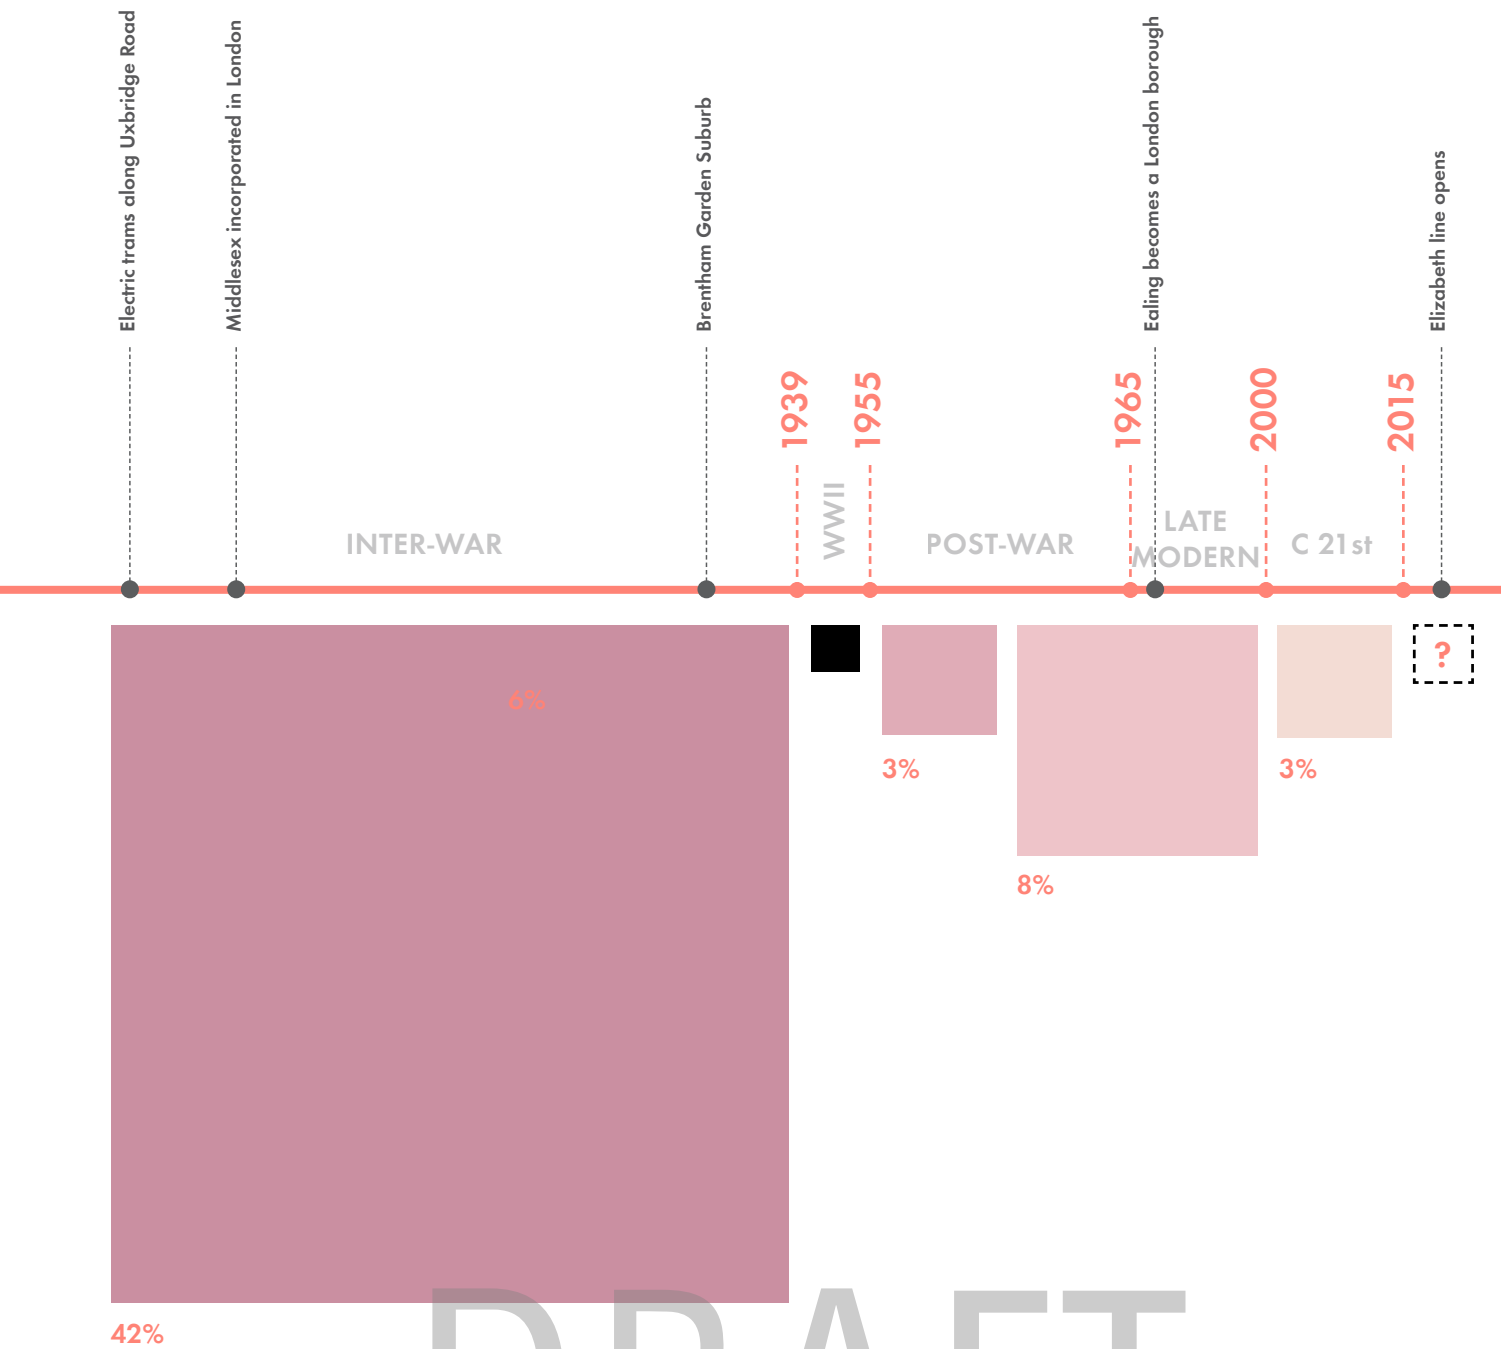 Electric trams along Uxbridge Road
Middlesex incorporated in London
Brentham Garden Suburb
Ealing becomes a London borough
Elizabeth line opens
1939
1955
1965
2000
2015
INTER-WAR
WWII
POST-WAR
LATE
MODERN
C 21st
?
6%
3%
3%
8%
42%
DRAFT